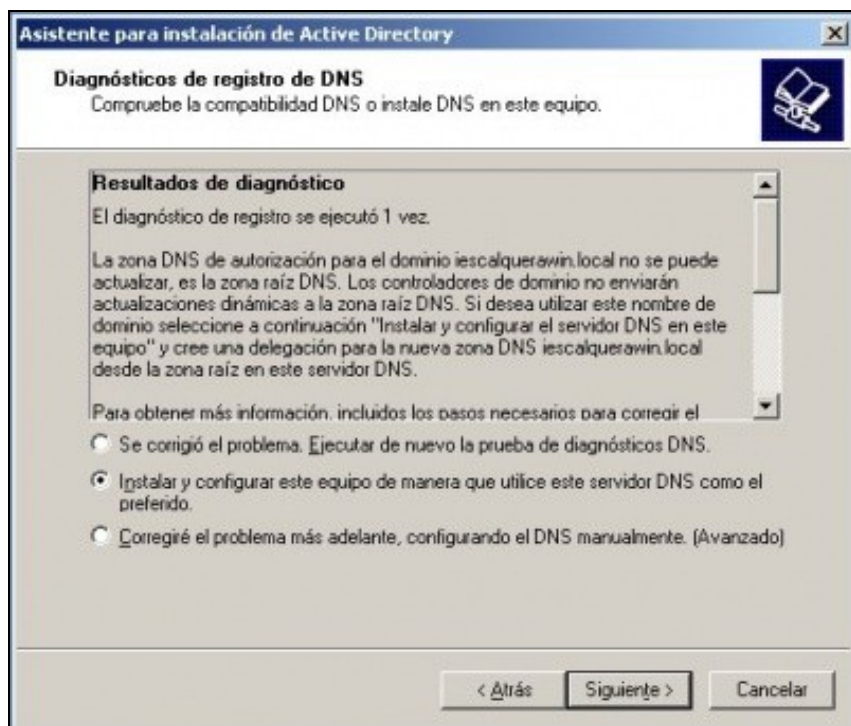 Asistente para instalación de Active Directory
Diagnósticos de registro de DNS
Compruebe la compatibilidad DNS o instale DNS en este equipo.
Resultados de diagnóstico
El diagnóstico de registro se ejecutó 1 vez.
La zona DNS de autorización para el dominio iescalquerawin.local no se puede
actualizar, es la zona raíz DNS. Los controladores de dominio no enviarán
actualizaciones dinámicas a la zona raíz DNS. Si desea utilizar este nombre de
dominio seleccione a continuación "Instalar y configurar el servidor DNS en este
equipo" y cree una delegación para la nueva zona DNS iescalquerawin.local
desde la zona raíz en este servidor DNS.
Para obtener más información, incluidos los pasos necesarios para corregir el
Se corrigió el problema. Ejecutar de nuevo la prueba de diagnósticos DNS.
Instalar y configurar este equipo de manera que utilice este servidor DNS como el
preferido.
Corregiré el problema más adelante, configurando el DNS manualmente. (Avanzado)
< Atrás
Siguiente >
Cancelar